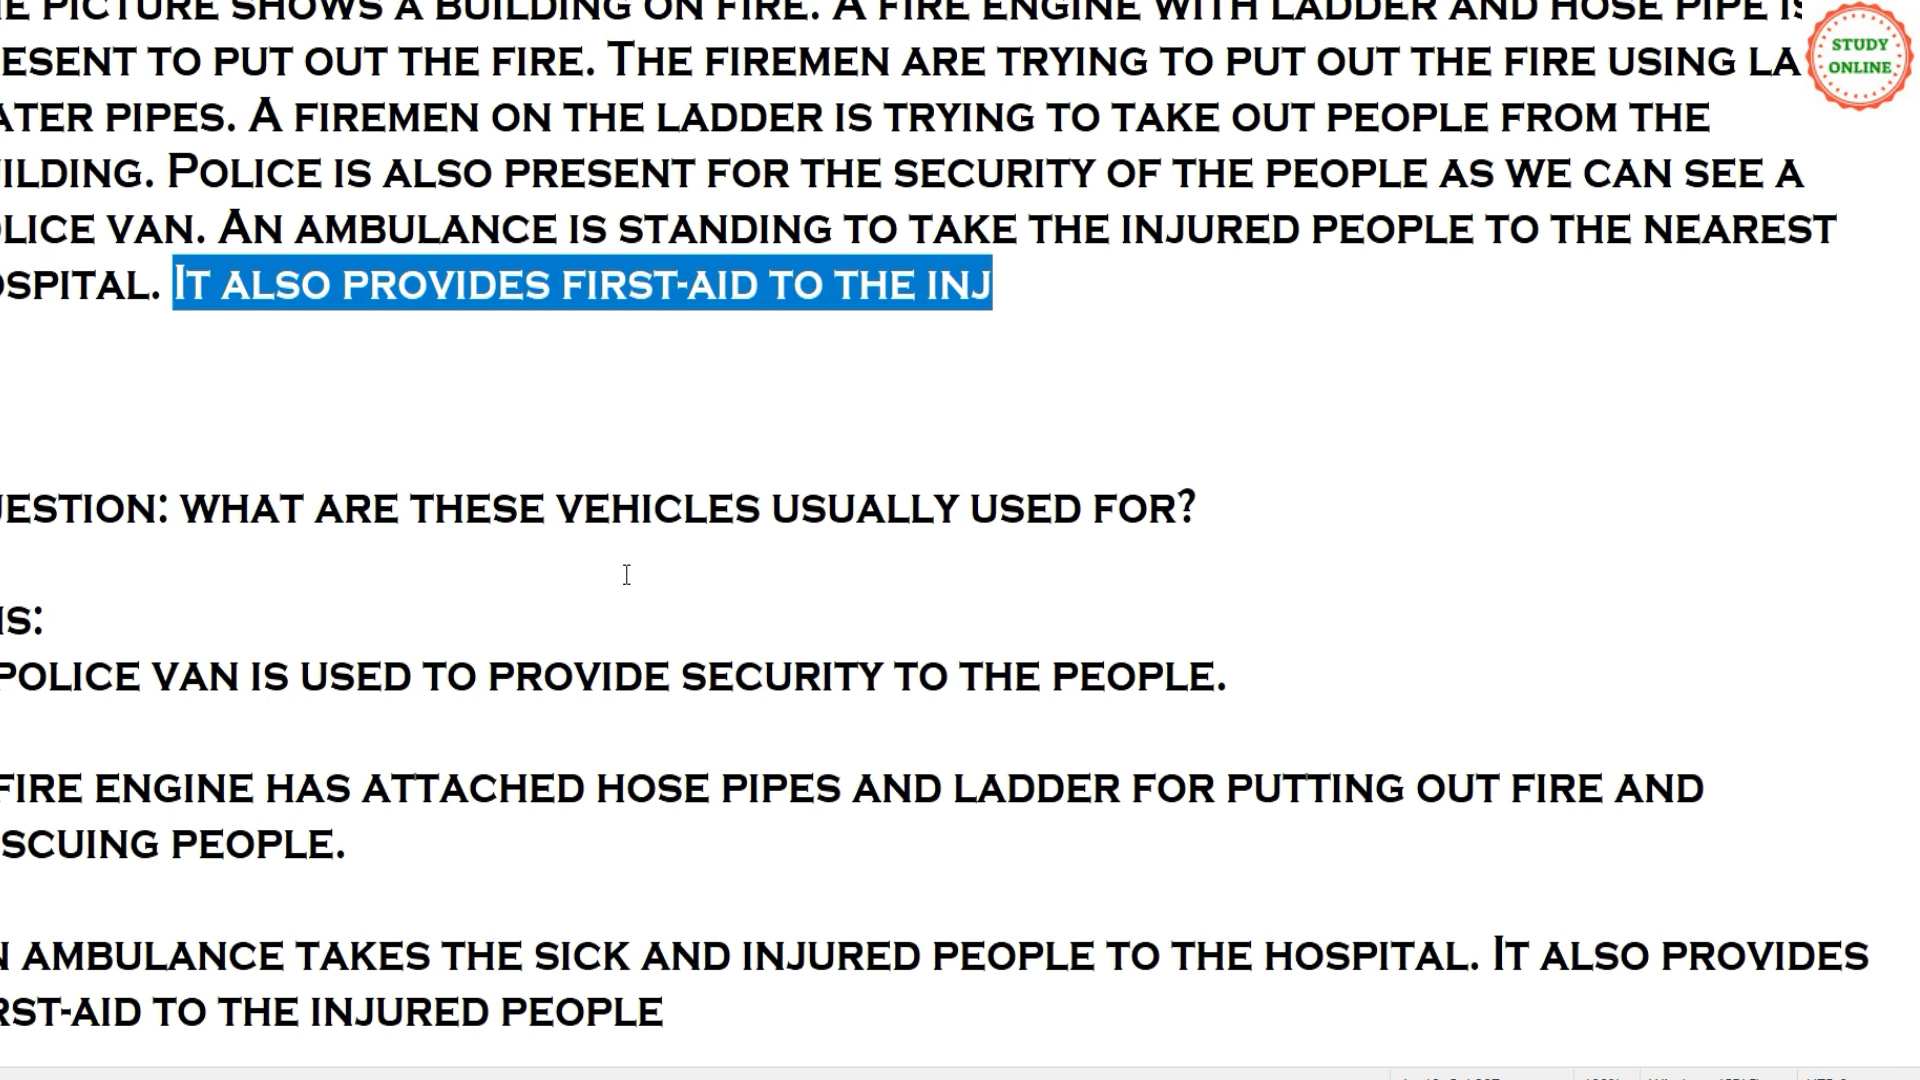 PICTURE SHOWS A BUILDING ON FIRE. A FIRE ENGINE WITH LADDER AND HOSE PIPE IS
ESENT TO PUT OUT THE FIRE. THE FIREMEN ARE TRYING TO PUT OUT THE FIRE USING LA
ATER PIPES. A FIREMEN ON THE LADDER IS TRYING TO TAKE OUT PEOPLE FROM THE
ILDING. POLICE IS ALSO PRESENT FOR THE SECURITY OF THE PEOPLE AS WE CAN SEE A
LICE VAN. AN AMBULANCE IS STANDING TO TAKE THE INJURED PEOPLE TO THE NEAREST
SPITAL. IT ALSO PROVIDES FIRST-AID TO THE INJ
ESTION: WHAT ARE THESE VEHICLES USUALLY USED FOR?
NS:
POLICE VAN IS USED TO PROVIDE SECURITY TO THE PEOPLE.
FIRE ENGINE HAS ATTACHED HOSE PIPES AND LADDER FOR PUTTING OUT FIRE AND
SCUING PEOPLE.
N AMBULANCE TAKES THE SICK AND INJURED PEOPLE TO THE HOSPITAL. IT ALSO PROVIDES
RST-AID TO THE INJURED PEOPLE
STUDY
ONLINE